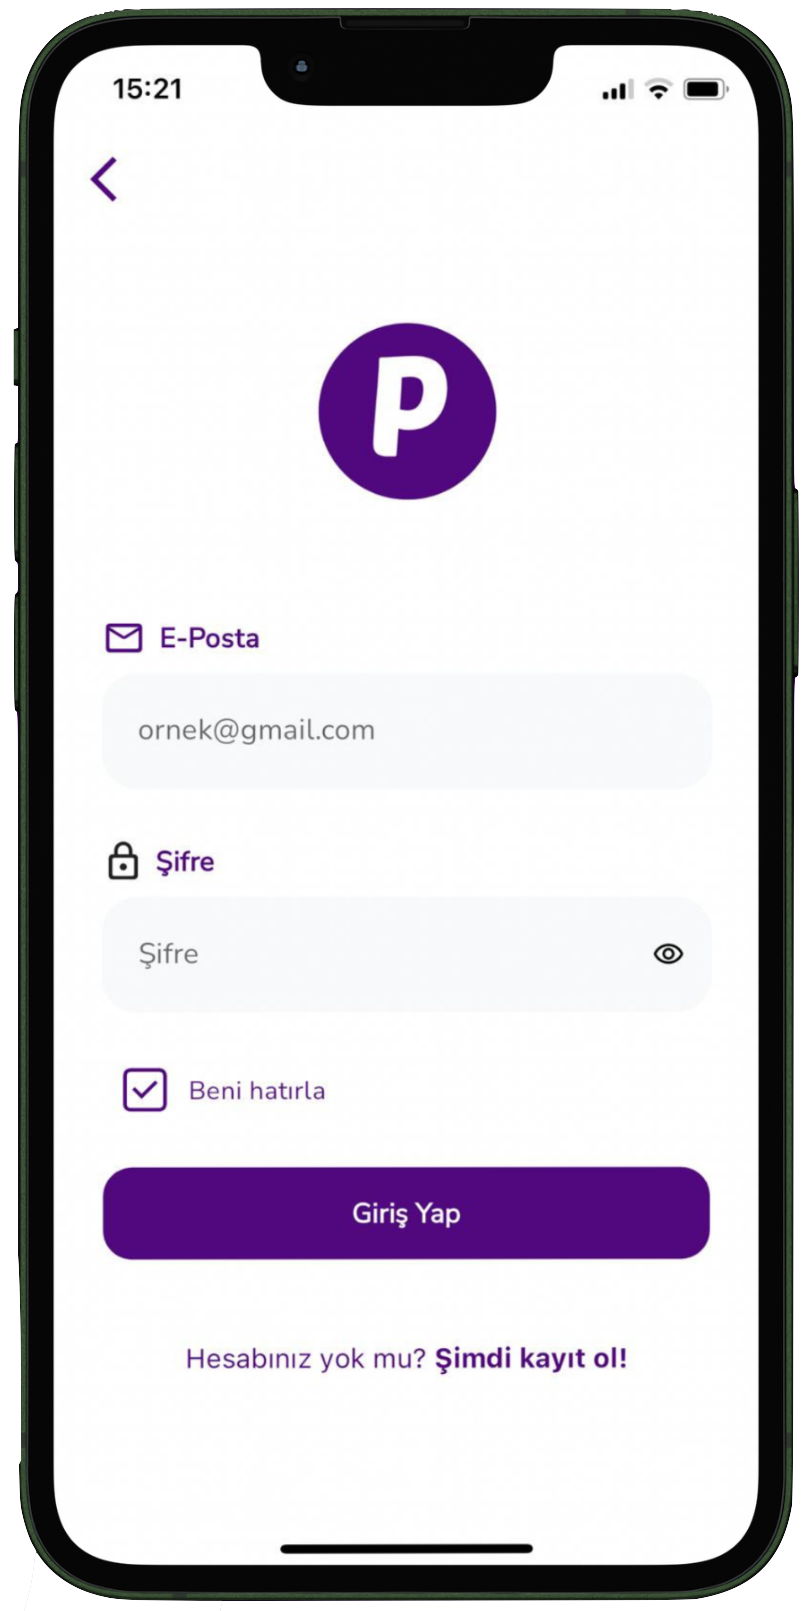 15:21
P
E-Posta
ornek@gmail.com
Şifre
Şifre
Beni hatırla
Giriş Yap
Hesabınız yok mu? Şimdi kayıt ol!